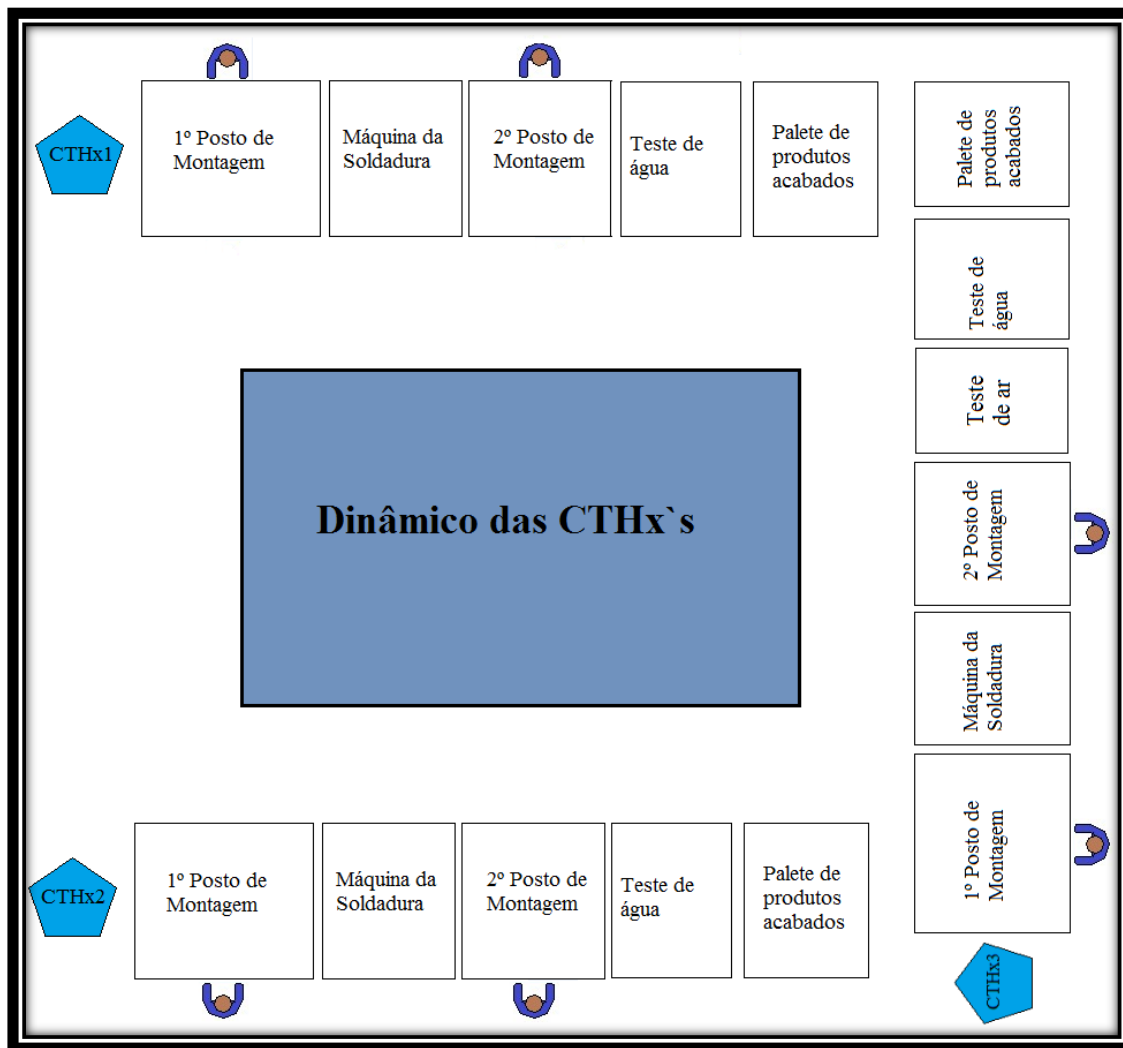 CTHx1
1º Posto de
Montagem
Máquina da
Soldadura
2º Posto de
Montagem
Teste de
água
Palete de
produtos
acabados
Palete de
produtos
acabados
Teste de
água
Teste
de ar
2º Posto de
Montagem
Máquina da
Soldadura
1º Posto de
Montagem
CTHx3
Dinâmico das CTHx`s
CTHx2
1º Posto de
Montagem
Máquina da
Soldadura
2º Posto de
Montagem
Teste de
água
Palete de
produtos
acabados